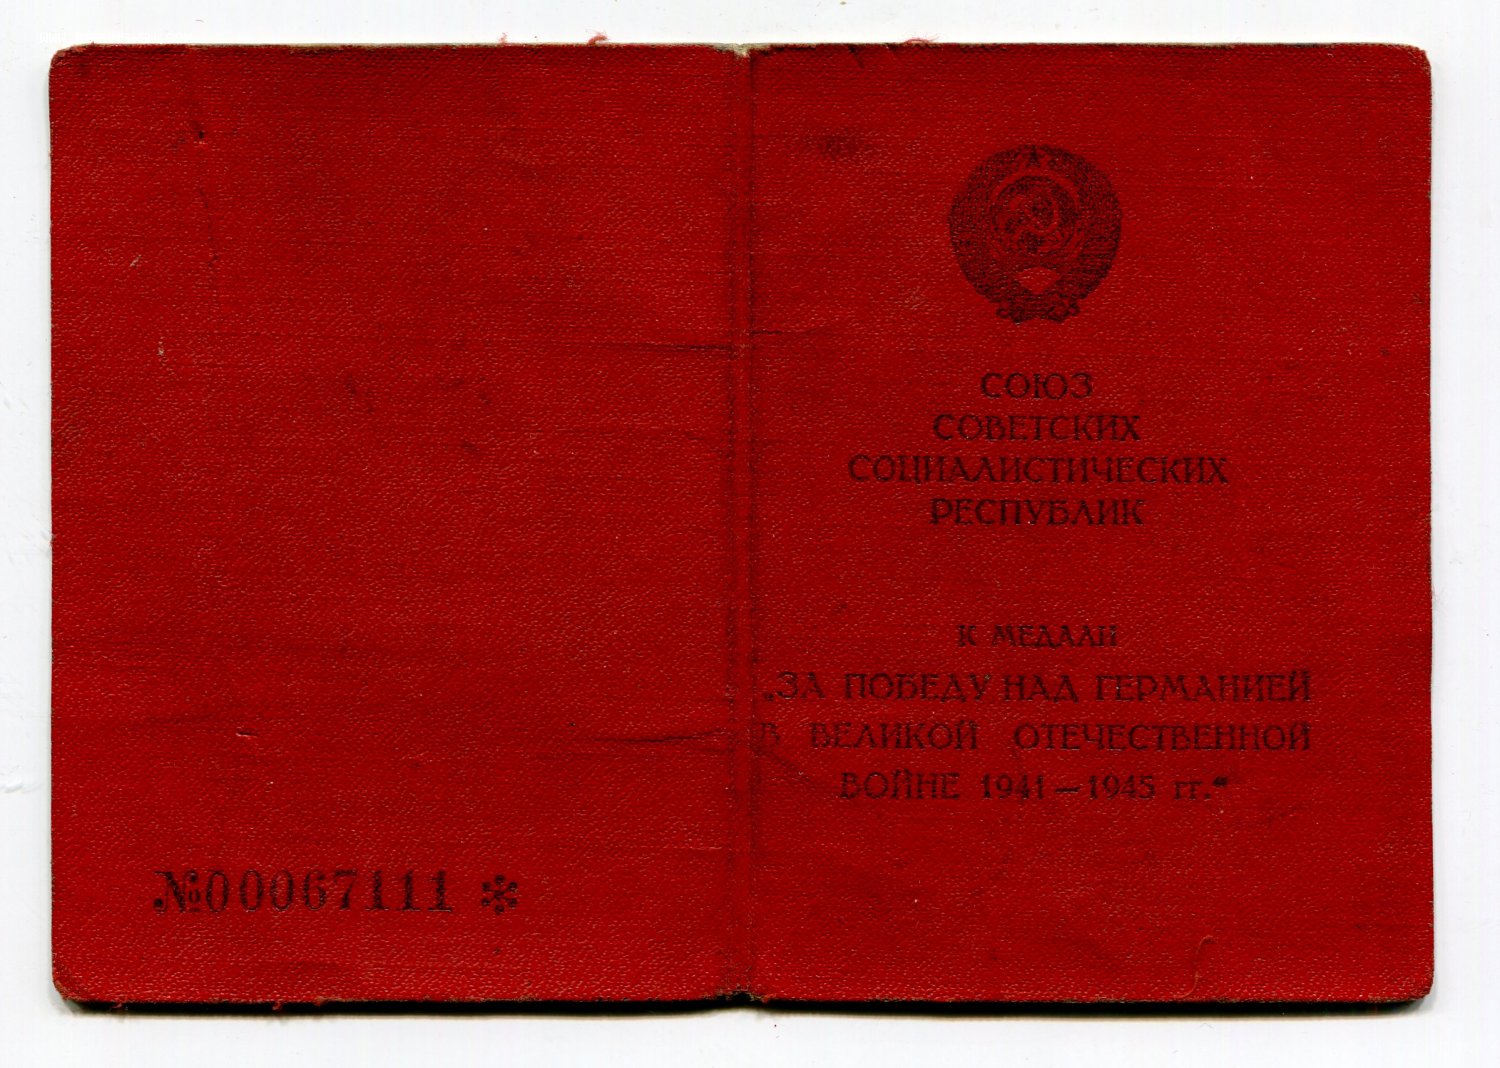 №00067111 *
СОЮЗ
СОВЕТСКИХ
СОЦИАЛИСТИЧЕСКИХ
РЕСПУБЛИК
К МЕДАЛИ
„ЗА ПОБЕДУ НАД ГЕРМАНИЕЙ
В ВЕЛИКОЙ ОТЕЧЕСТВЕННОЙ
ВОЙНЕ 1941—1945 гг.“